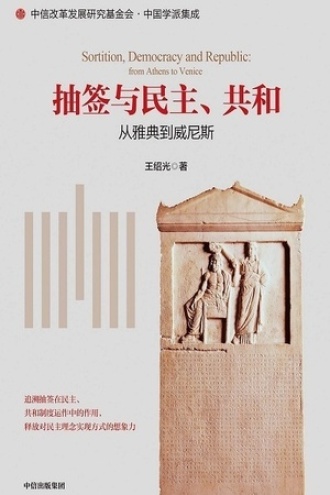 中信改革发展研究基金会·中国学派集成
Sortition, Democracy and Republic:
from Athens to Venice
抽签与民主、共和
从雅典到威尼斯
王绍光◎著
追溯抽签在民主、
共和制度运作中的作用,
释放对民主理念实现方式的想象力
中信出版集团